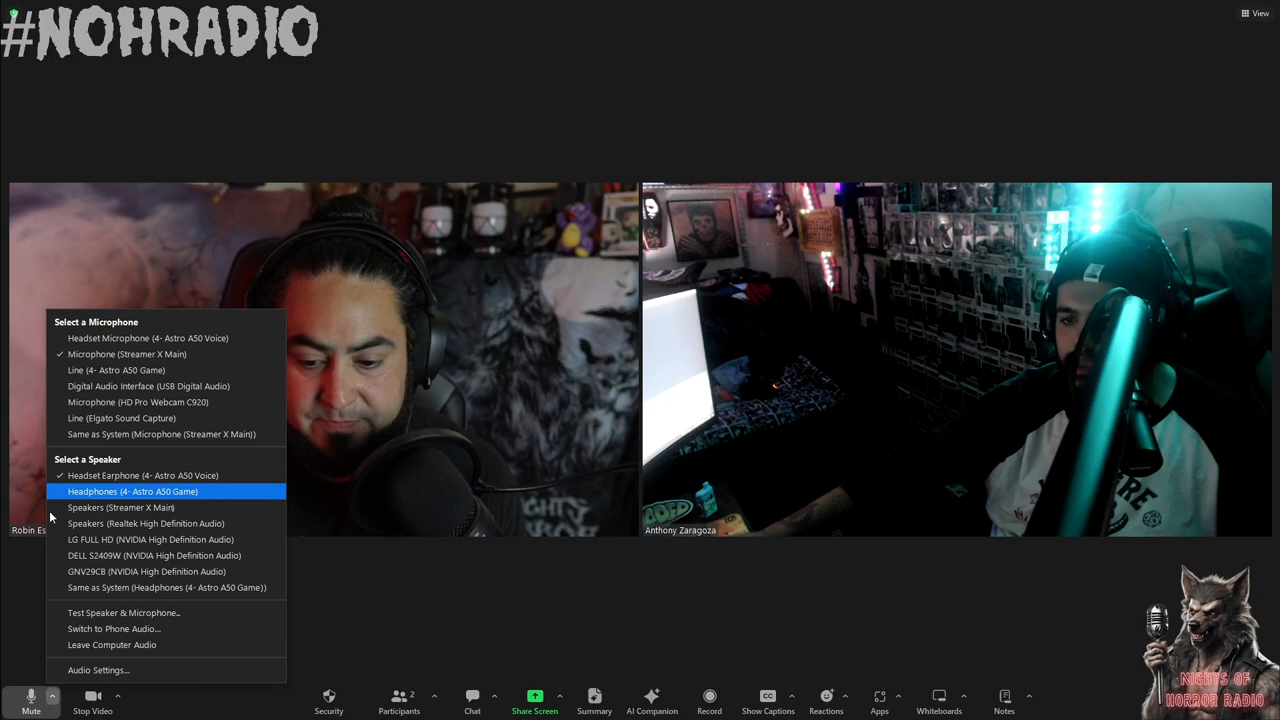 #NOHRADIO
View
Select a Microphone
Headset Microphone (4- Astro A50 Voice)
Microphone (Streamer X Main)
Line (4- Astro A50 Game)
Digital Audio Interface (USB Digital Audio)
Microphone (HD Pro Webcam C920)
Line (Elgato Sound Capture)
Same as System (Microphone (Streamer X Main))
Select a Speaker
Headset Earphone (4- Astro A50 Voice)
Headphones (4- Astro A50 Game)
Speakers (Streamer X Main)
Speakers (Realtek High Definition Audio)
LG FULL HD (NVIDIA High Definition Audio)
DELL S2409W (NVIDIA High Definition Audio)
GNV29CB (NVIDIA High Definition Audio)
Same as System (Headphones (4- Astro A50 Game))
Test Speaker & Microphone...
Switch to Phone Audio...
Leave Computer Audio
Audio Settings...
Robin Es
Anthony Zaragoza
NIGHTS OF
HORROR RADIO
Mute
Stop Video
Security
Participants
2
Chat
Share Screen
Summary
AI Companion
Record
CC
Show Captions
Reactions
Apps
Whiteboards
Notes